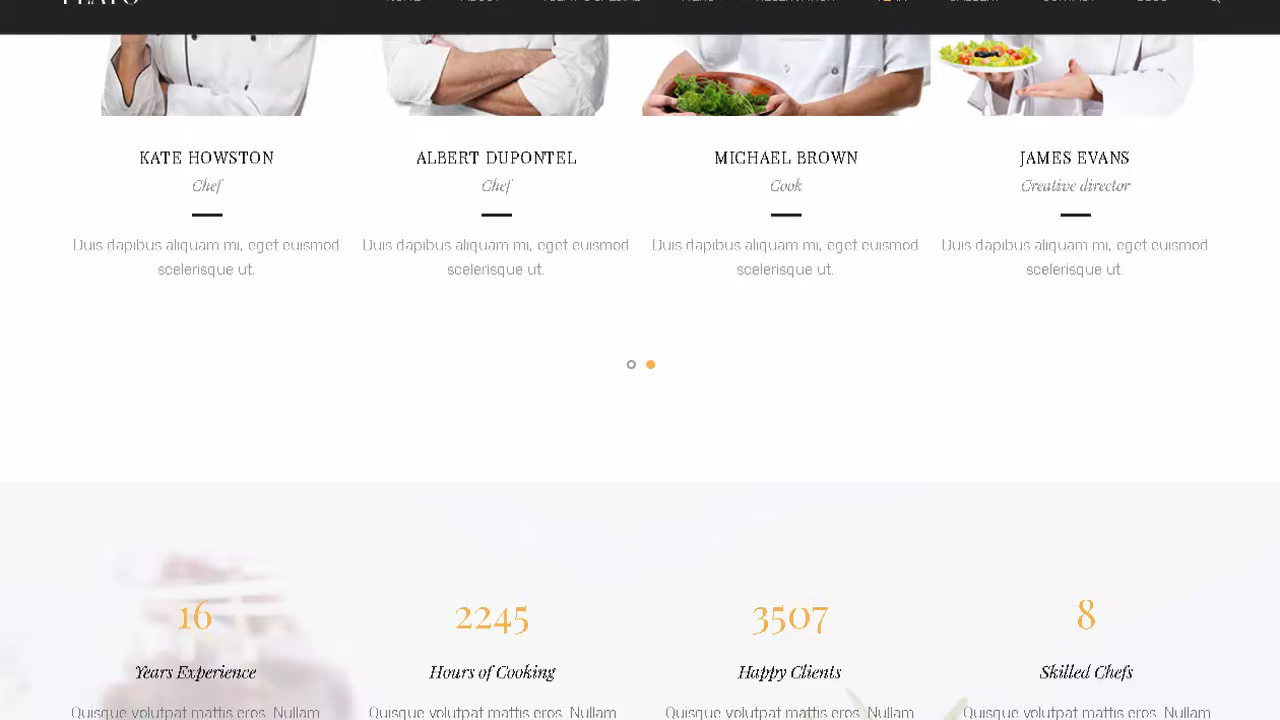 KATE HOWSTON
ALBERT DUPONTEL
MICHAEL BROWN
JAMES EVANS
Chef
Chef
Cook
Creative director
Duis dapibus aliquam mi, eget euismod
scelerisque ut.
Duis dapibus aliquam mi, eget euismod
scelerisque ut.
Duis dapibus aliquam mi, eget euismod
scelerisque ut.
Duis dapibus aliquam mi, eget euismod
scelerisque ut.
16
2245
3507
8
Years Experience
Hours of Cooking
Happy Clients
Skilled Chefs
Quisque volutpat mattis eros. Nullam
Quisque volutpat mattis eros. Nullam
Quisque volutpat mattis eros. Nullam
Quisque volutpat mattis eros. Nullam